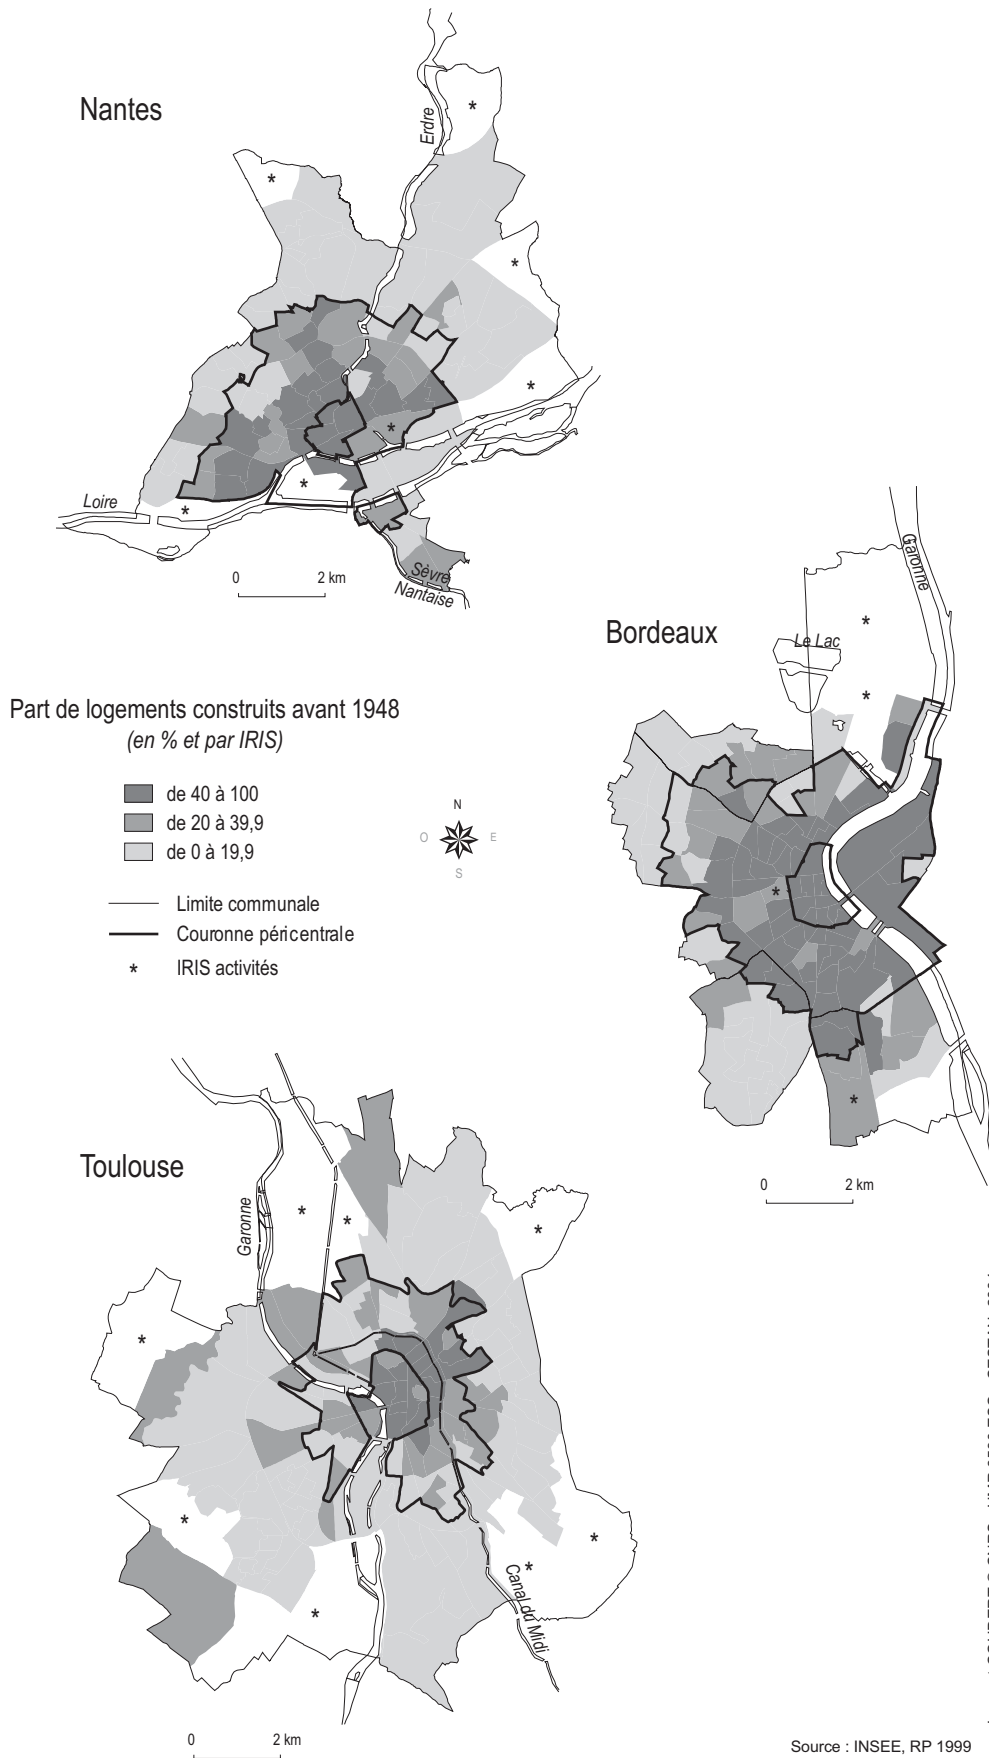 Nantes
Erdre
*
*
*
*
*
*
*
Loire
Sèvre
Nantaise
0 2 km
Bordeaux
Garonne
Le Lac
*
*
*
*
0 2 km
Part de logements construits avant 1948
(en % et par IRIS)
de 40 à 100
de 20 à 39,9
de 0 à 19,9
Limite communale
Couronne péricentrale
* IRIS activités
N
O E
S
Toulouse
Garonne
*
*
*
*
*
*
*
*
Canal du Midi
0 2 km
Source : INSEE, RP 1999